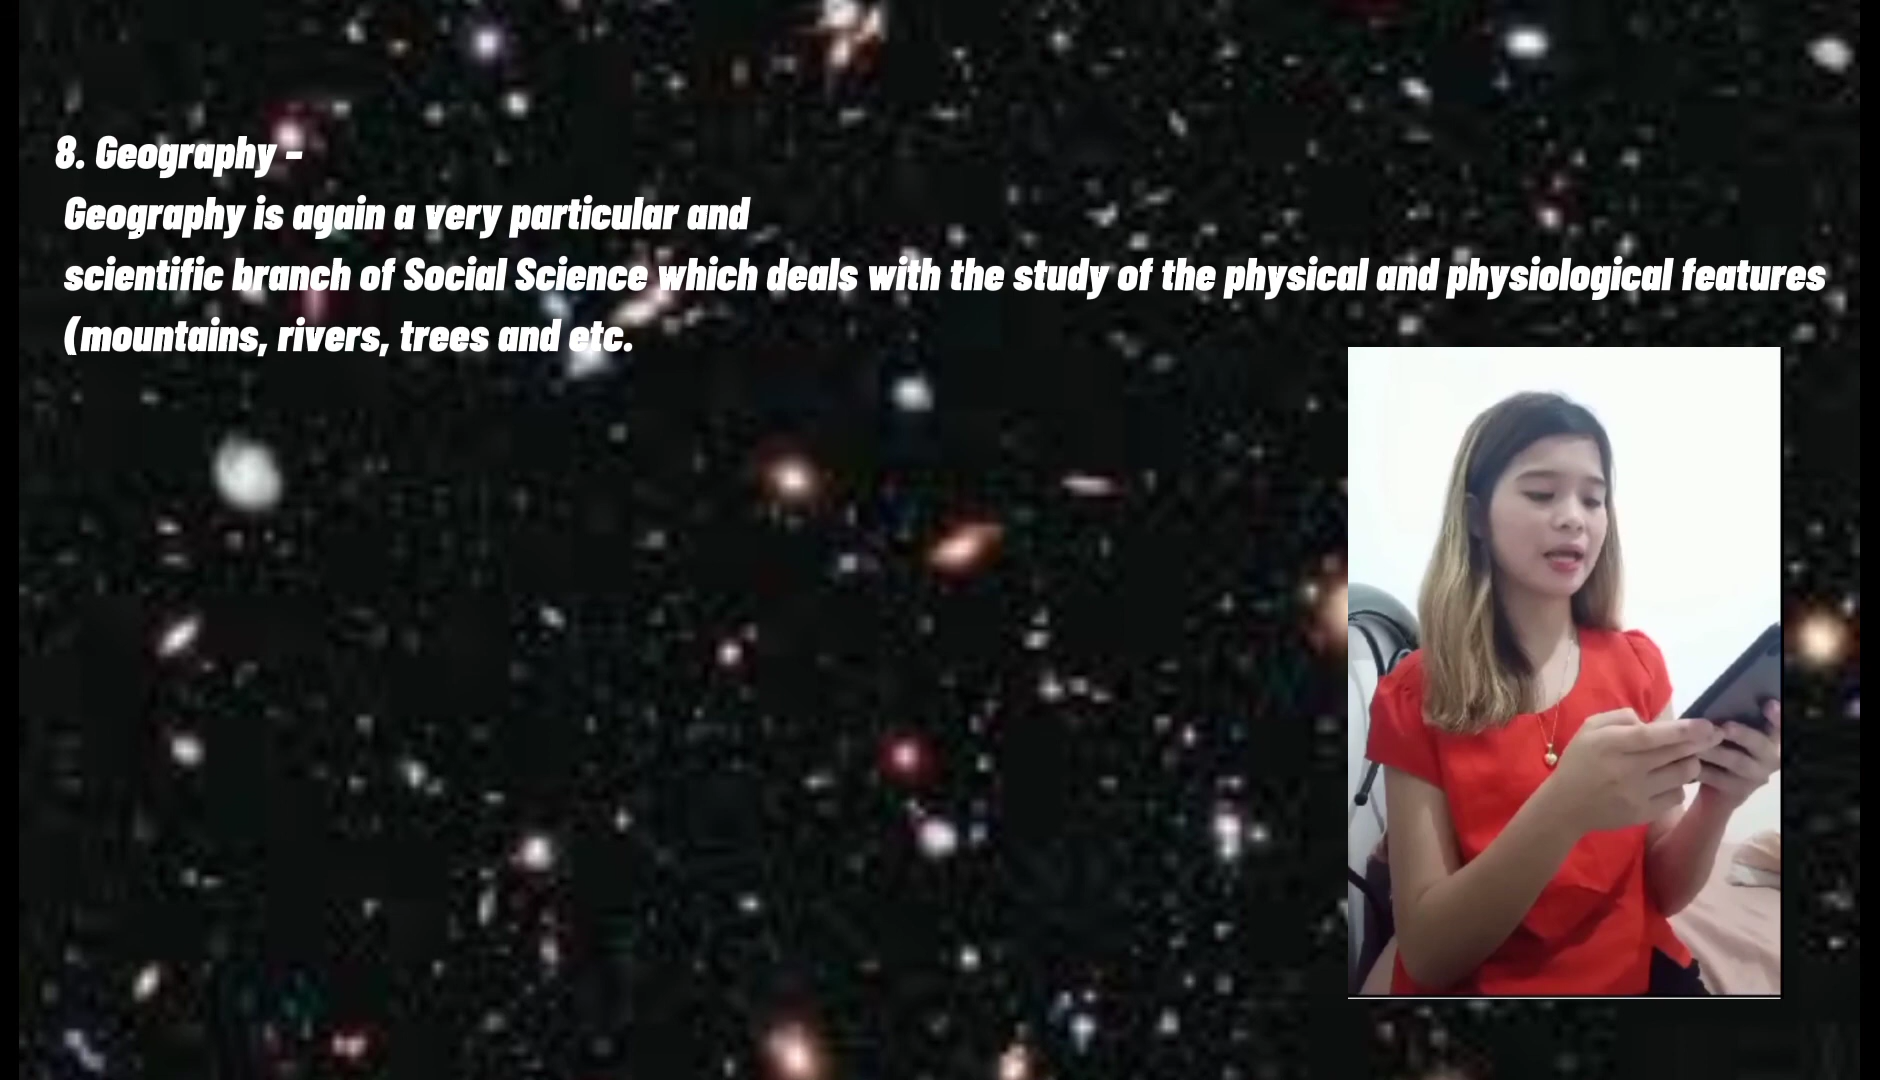 8. Geography -
Geography is again a very particular and
scientific branch of Social Science which deals with the study of the physical and physiological features
(mountains, rivers, trees and etc.